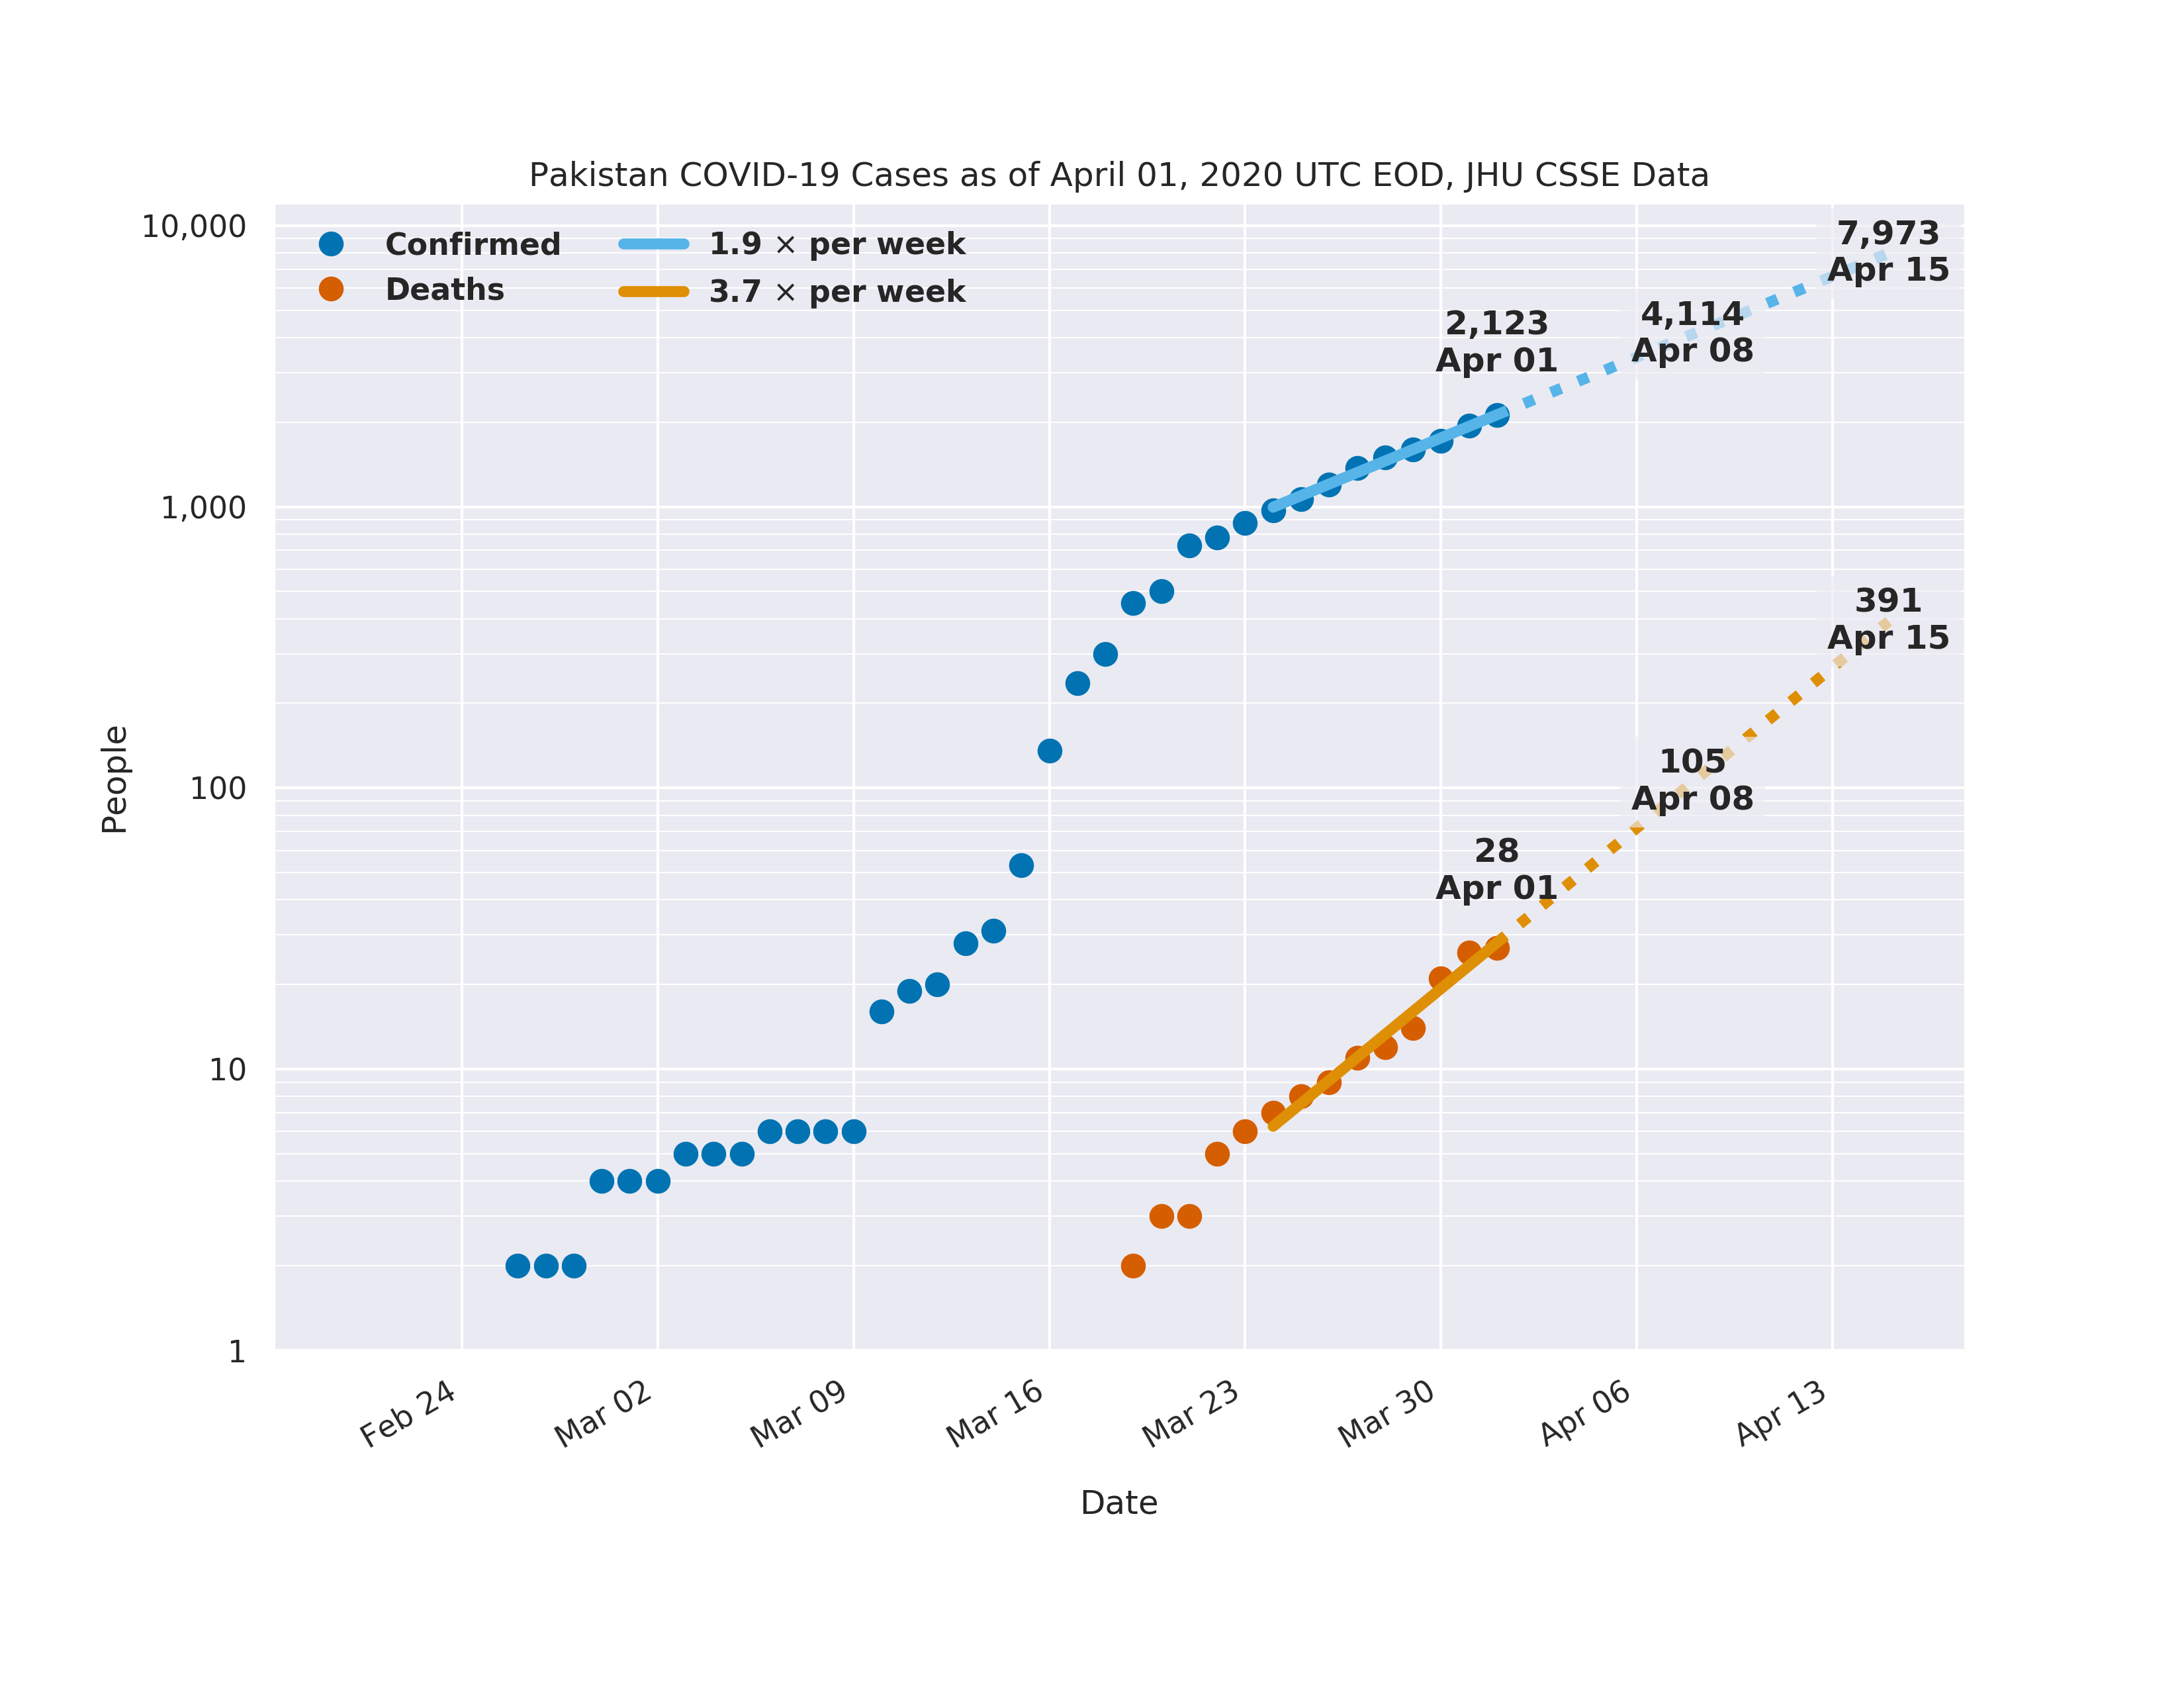 Pakistan COVID-19 Cases as of April 01, 2020 UTC EOD, JHU CSSE Data
10,000
1,000
100
10
1
People
Confirmed
Deaths
1.9 × per week
3.7 × per week
2,123
Apr 01
4,114
Apr 08
7,973
Apr 15
28
Apr 01
105
Apr 08
391
Apr 15
Feb 24
Mar 02
Mar 09
Mar 16
Mar 23
Mar 30
Apr 06
Apr 13
Date